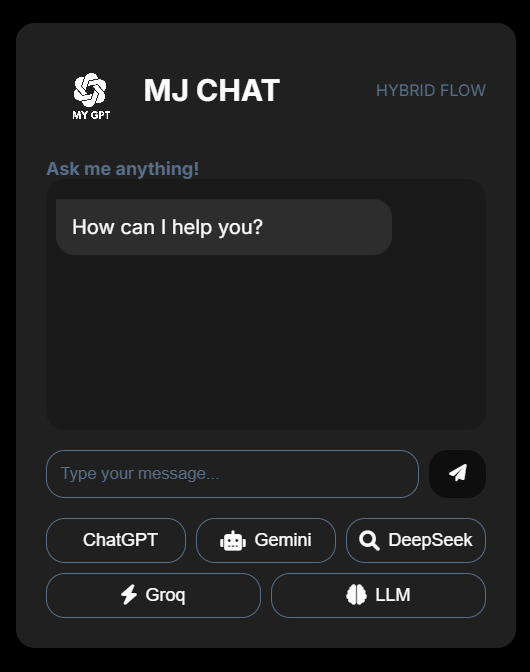 MY GPT
MJ CHAT
HYBRID FLOW
Ask me anything!
How can I help you?
Type your message...
ChatGPT
Gemini
DeepSeek
Groq
LLM